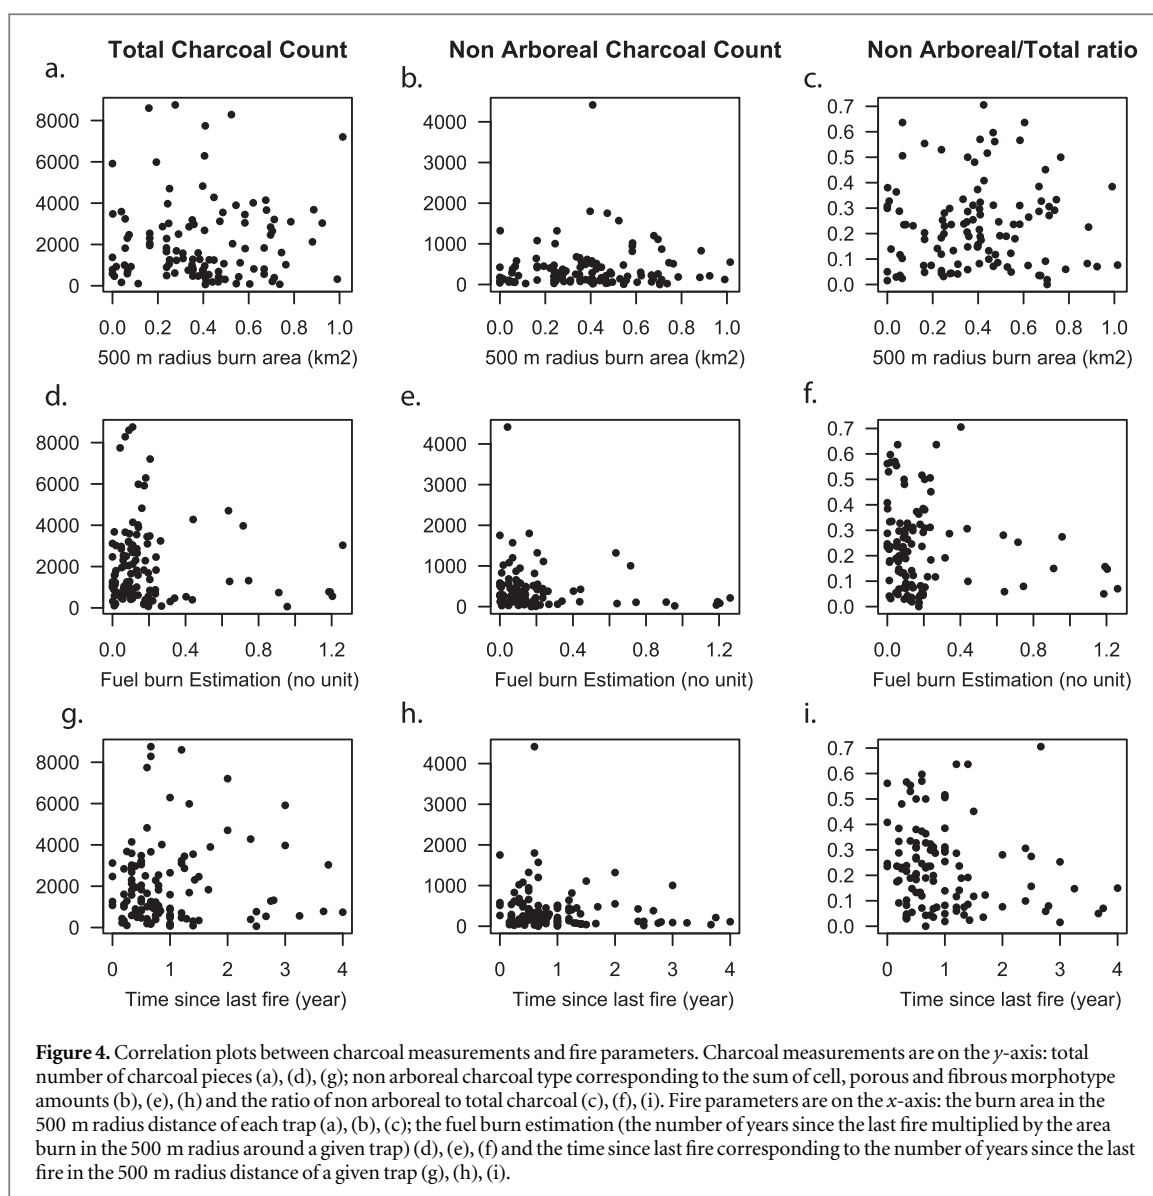 Total Charcoal Count
Non Arboreal Charcoal Count
Non Arboreal/Total ratio
a.
8000
6000
4000
2000
0
0.0 0.2 0.4 0.6 0.8 1.0
500 m radius burn area (km2)
b.
4000
3000
2000
1000
0
0.0 0.2 0.4 0.6 0.8 1.0
500 m radius burn area (km2)
c.
0.7
0.6
0.5
0.4
0.3
0.2
0.1
0.0
0.0 0.2 0.4 0.6 0.8 1.0
500 m radius burn area (km2)
d.
8000
6000
4000
2000
0
0.0 0.4 0.8 1.2
Fuel burn Estimation (no unit)
e.
4000
3000
2000
1000
0
0.0 0.4 0.8 1.2
Fuel burn Estimation (no unit)
f.
0.7
0.6
0.5
0.4
0.3
0.2
0.1
0.0
0.0 0.4 0.8 1.2
Fuel burn Estimation (no unit)
g.
8000
6000
4000
2000
0
0 1 2 3 4
Time since last fire (year)
h.
4000
3000
2000
1000
0
0 1 2 3 4
Time since last fire (year)
i.
0.7
0.6
0.5
0.4
0.3
0.2
0.1
0.0
0 1 2 3 4
Time since last fire (year)
Figure 4. Correlation plots between charcoal measurements and fire parameters. Charcoal measurements are on the y-axis: total
number of charcoal pieces (a), (d), (g); non arboreal charcoal type corresponding to the sum of cell, porous and fibrous morphotype
amounts (b), (e), (h) and the ratio of non arboreal to total charcoal (c), (f), (i). Fire parameters are on the x-axis: the burn area in the
500 m radius distance of each trap (a), (b), (c); the fuel burn estimation (the number of years since the last fire multiplied by the area
burn in the 500 m radius around a given trap) (d), (e), (f) and the time since last fire corresponding to the number of years since the last
fire in the 500 m radius distance of a given trap (g), (h), (i).